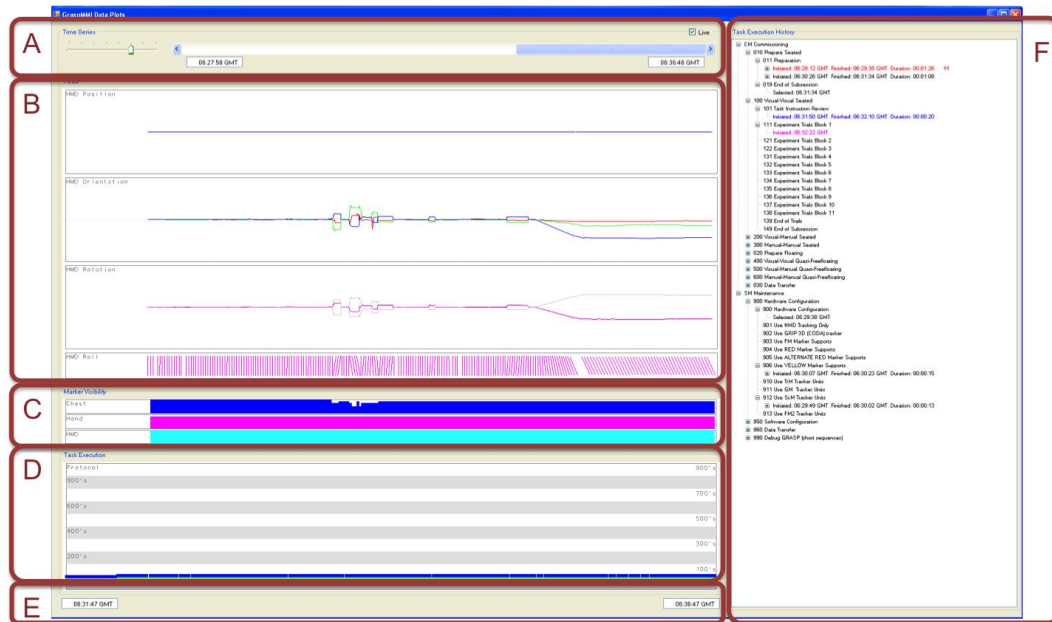 GraspMMI Data Plots
A
Time Series
Live
06:27:58 GMT
06:36:46 GMT
B
HMD Position
HMD Orientation
HMD Rotation
HMD Roll
C
Marker Visibility
Chest
Hand
HMD
D
Task Execution
Protocol
900's
800's
700's
600's
500's
400's
300's
200's
100's
E
06:31:47 GMT
06:36:47 GMT
F
Task Execution History
CM Commissioning
010 Prepare Seated
011 Preparation
Initiated: 06:28:12 GMT Finished: 06:29:38 GMT Duration: 00:01:26 !!!
Initiated: 06:30:26 GMT Finished: 06:31:34 GMT Duration: 00:01:08
019 End of Subsession
Selected: 06:31:34 GMT
100 Visual-Visual Seated
101 Task Instruction Review
Initiated: 06:31:50 GMT Finished: 06:32:10 GMT Duration: 00:00:20
111 Experiment Trials Block 1
Initiated: 06:32:22 GMT
121 Experiment Trials Block 2
122 Experiment Trials Block 3
131 Experiment Trials Block 4
132 Experiment Trials Block 5
133 Experiment Trials Block 6
134 Experiment Trials Block 7
135 Experiment Trials Block 8
136 Experiment Trials Block 9
137 Experiment Trials Block 10
138 Experiment Trials Block 11
139 End of Trials
149 End of Subsession
200 Visual-Manual Seated
300 Manual-Manual Seated
020 Prepare Floating
400 Visual-Visual Quasi-Freefloating
500 Visual-Manual Quasi-Freefloating
600 Manual-Manual Quasi-Freefloating
030 Data Transfer
SM Maintenance
900 Hardware Configuration
900 Hardware Configuration
Selected: 06:29:38 GMT
901 Use HMD Tracking Only
902 Use GRIP 3D (CODA) tracker
903 Use FM Marker Supports
904 Use RED Marker Supports
905 Use ALTERNATE RED Marker Supports
906 Use YELLOW Marker Supports
Initiated: 06:30:07 GMT Finished: 06:30:23 GMT Duration: 00:00:15
910 Use TrM Tracker Units
911 Use GM Tracker Units
912 Use ScM Tracker Units
Initiated: 06:29:49 GMT Finished: 06:30:02 GMT Duration: 00:00:13
913 Use FM2 Tracker Units
950 Software Configuration
960 Data Transfer
990 Debug GRASP (short sequences)